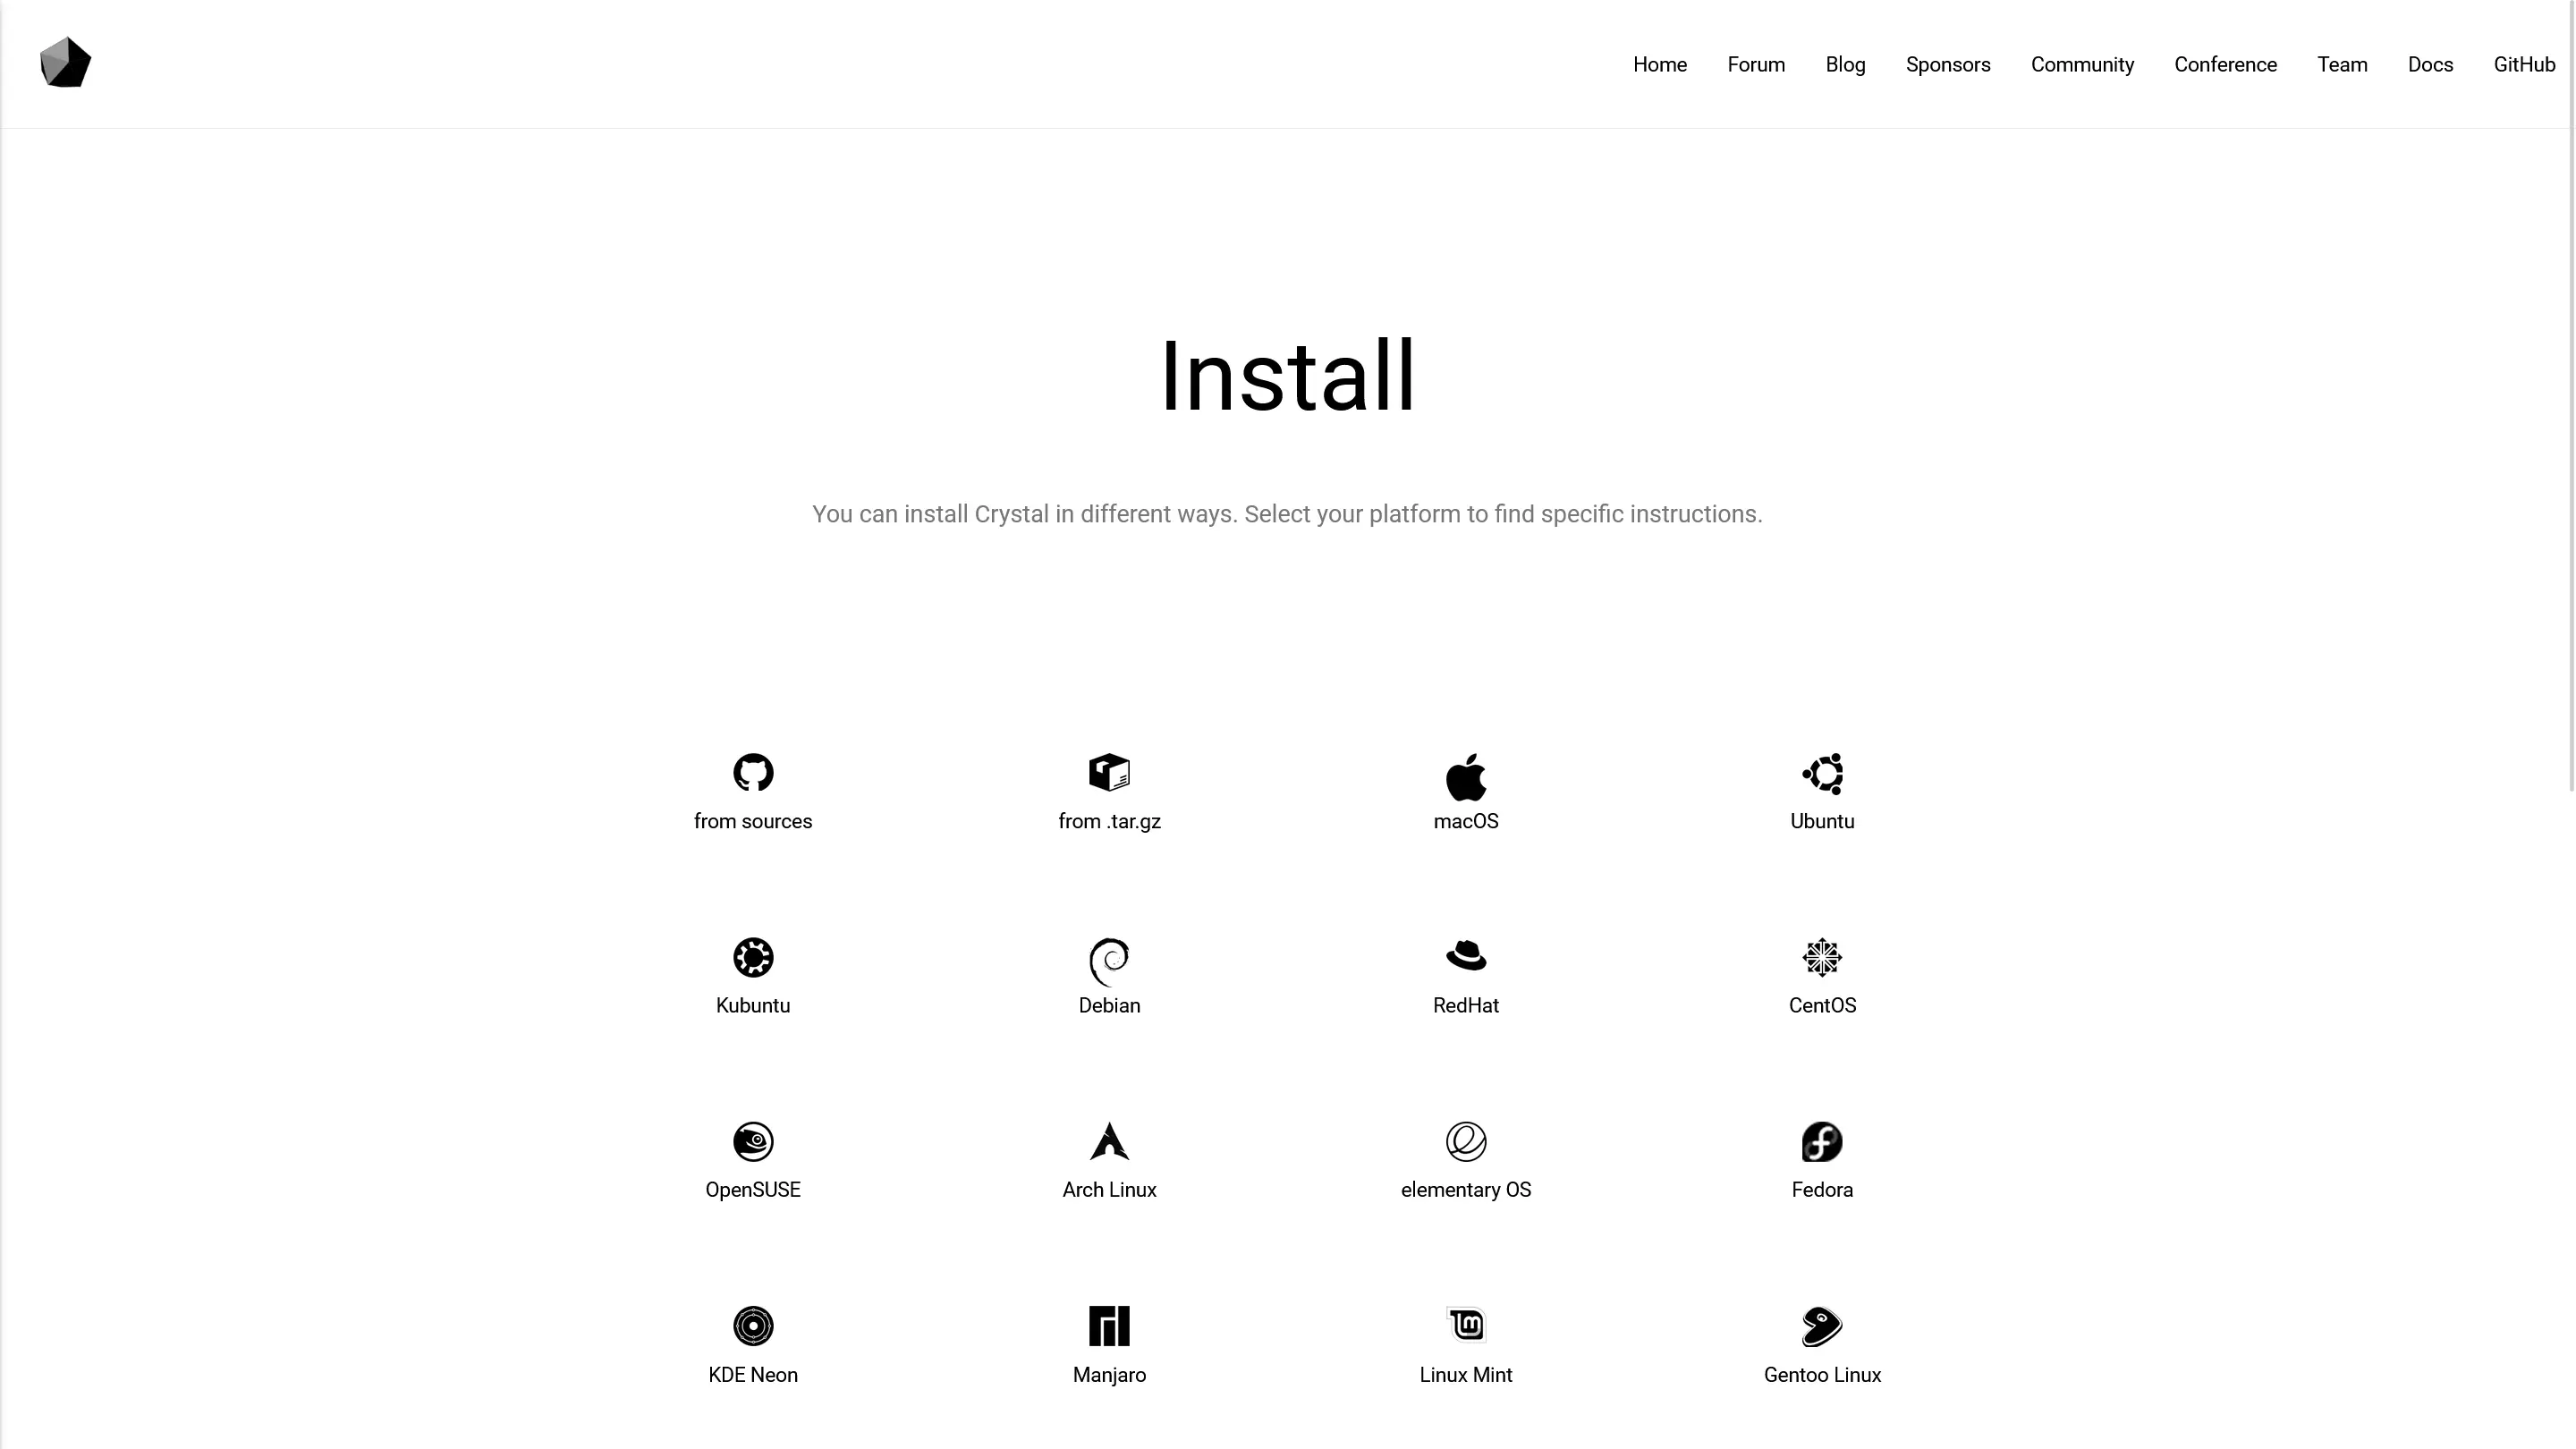 Home Forum Blog Sponsors Community Conference Team Docs GitHub
Install
You can install Crystal in different ways. Select your platform to find specific instructions.
from sources from .tar.gz macOS Ubuntu
Kubuntu Debian RedHat CentOS
OpenSUSE Arch Linux elementary OS Fedora
KDE Neon Manjaro Linux Mint Gentoo Linux